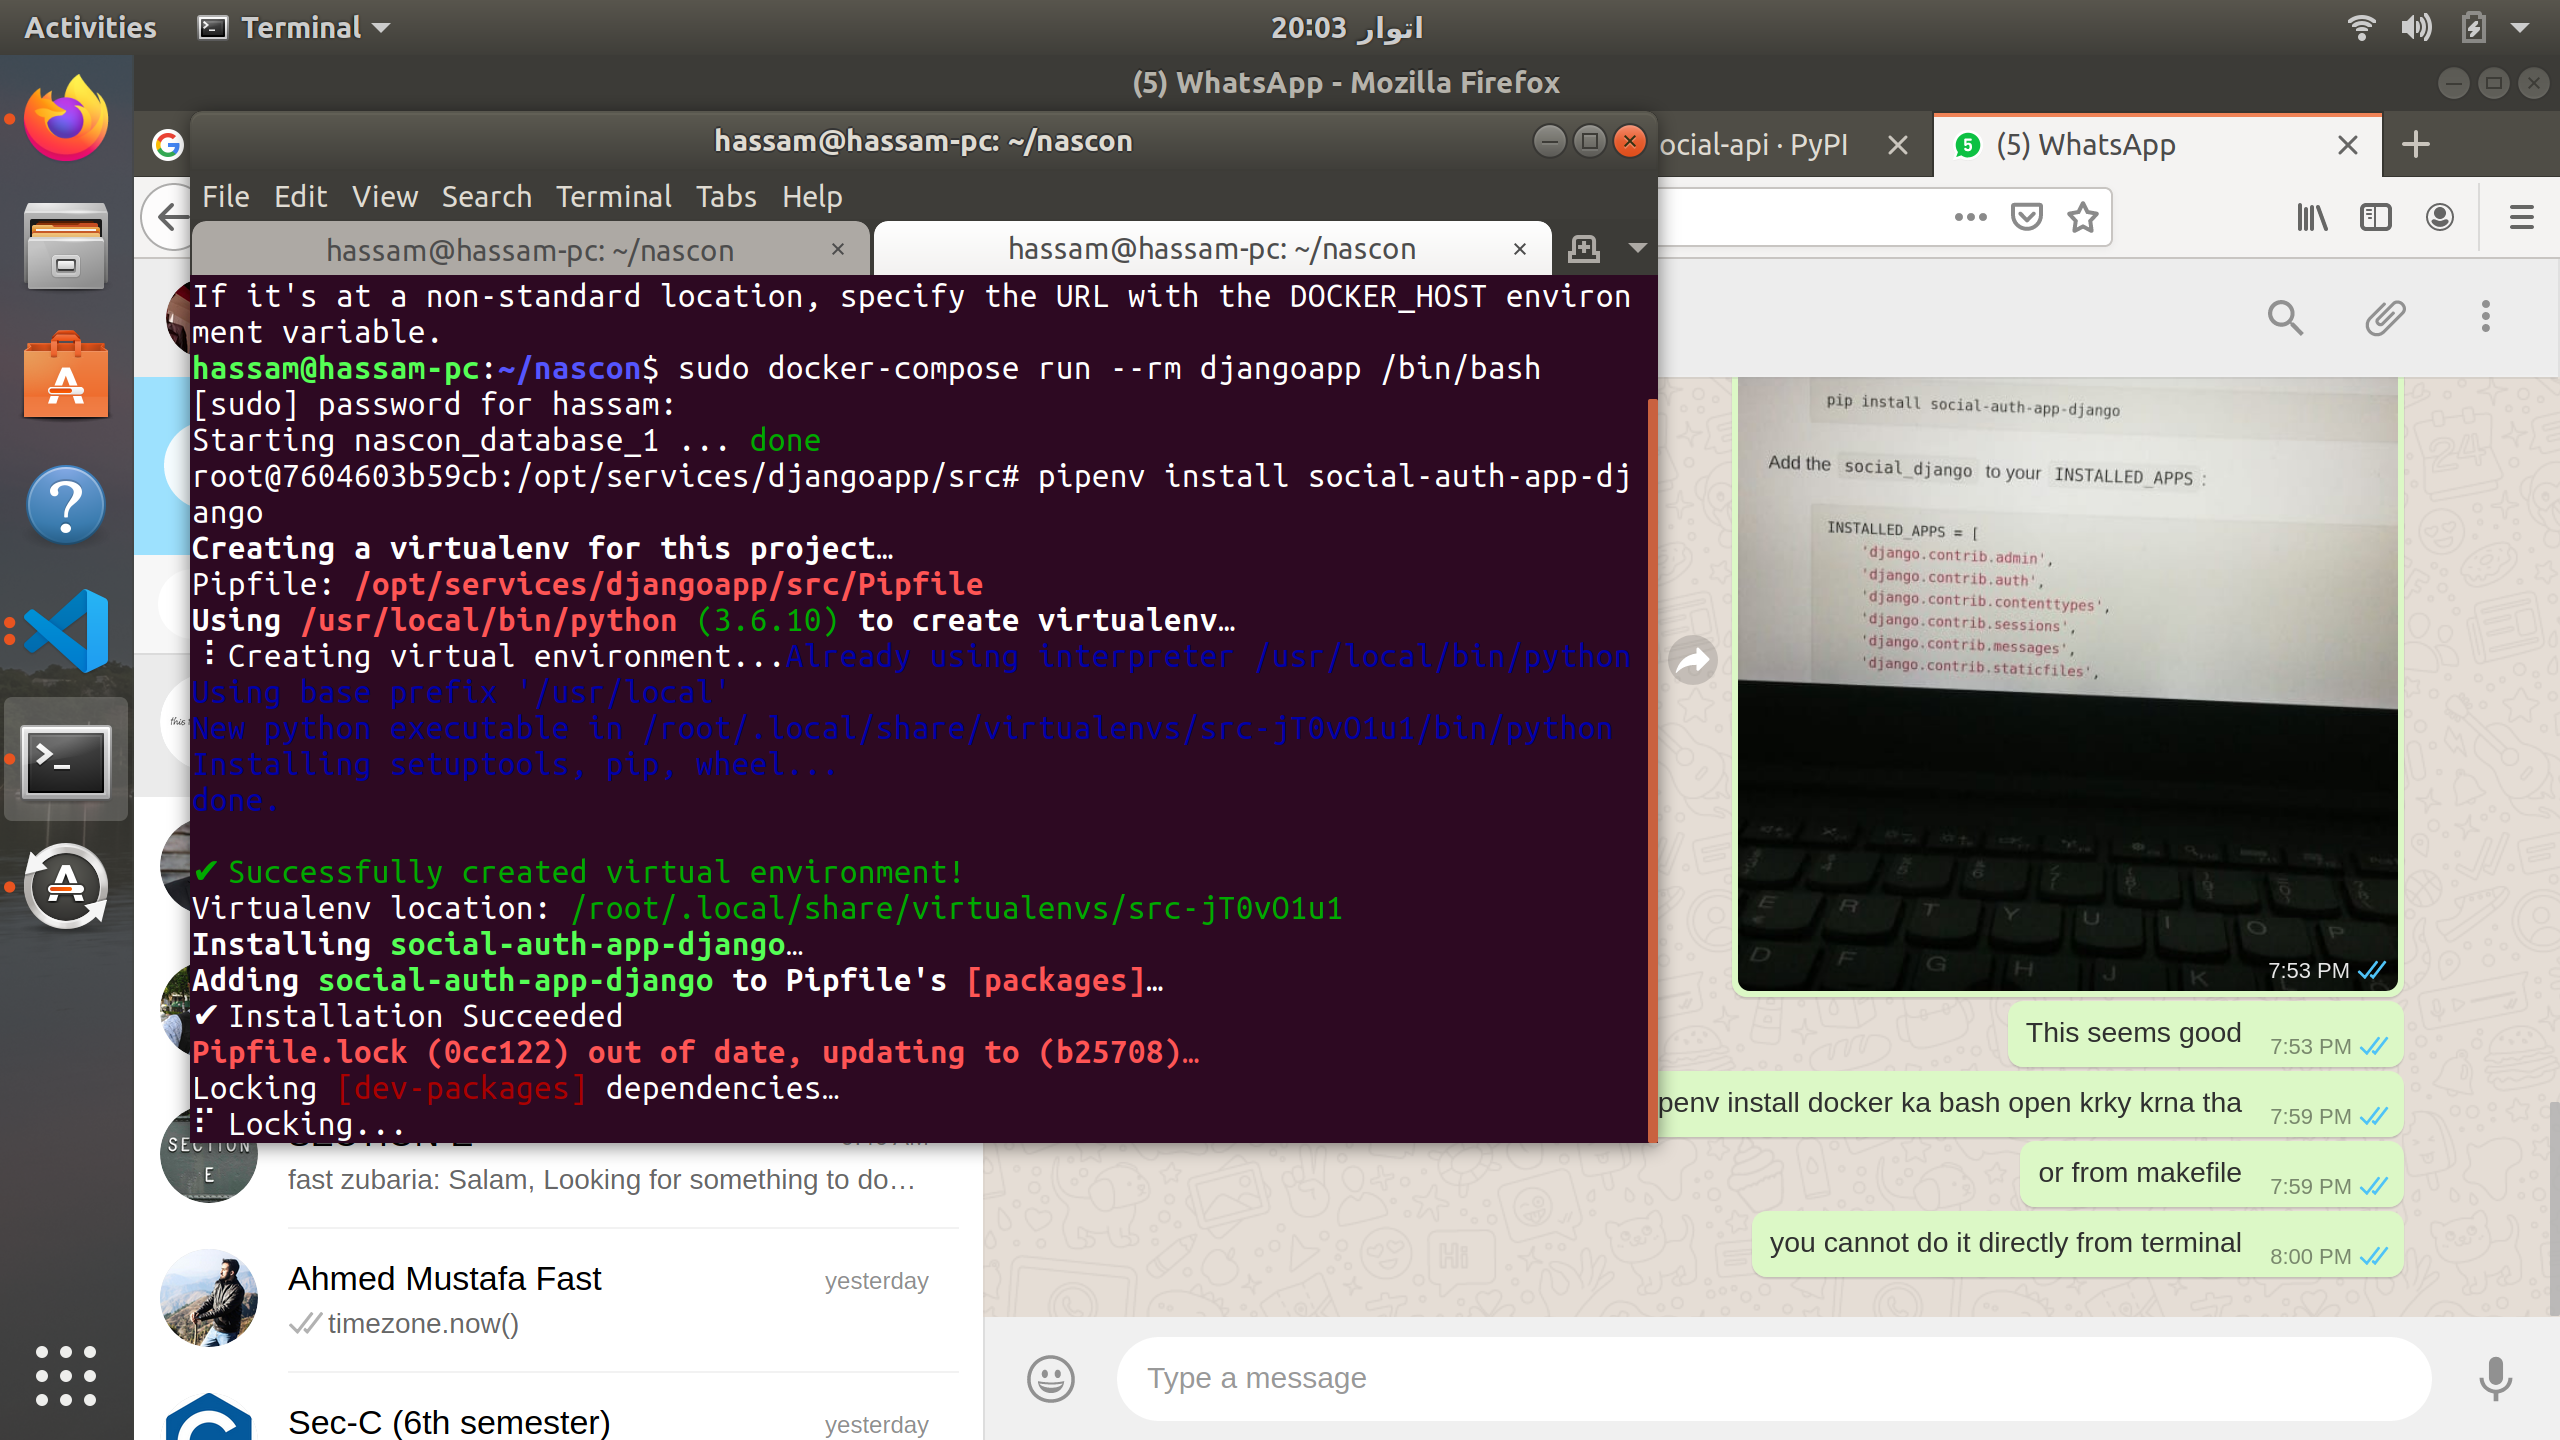 Activities
Terminal
20:03 اتوار
(5) WhatsApp - Mozilla Firefox
hassam@hassam-pc: ~/nascon
ocial-api · PyPI
(5) WhatsApp
File Edit View Search Terminal Tabs Help
hassam@hassam-pc: ~/nascon
hassam@hassam-pc: ~/nascon
If it's at a non-standard location, specify the URL with the DOCKER_HOST environ
ment variable.
hassam@hassam-pc:~/nascon$ sudo docker-compose run --rm djangoapp /bin/bash
[sudo] password for hassam:
Starting nascon_database_1 ... done
root@7604603b59cb:/opt/services/djangoapp/src# pipenv install social-auth-app-dj
ango
Creating a virtualenv for this project…
Pipfile: /opt/services/djangoapp/src/Pipfile
Using /usr/local/bin/python (3.6.10) to create virtualenv…
⠸ Creating virtual environment...Already using interpreter /usr/local/bin/python
Using base prefix '/usr/local'
New python executable in /root/.local/share/virtualenvs/src-jT0vO1u1/bin/python
Installing setuptools, pip, wheel...
done.
✔ Successfully created virtual environment!
Virtualenv location: /root/.local/share/virtualenvs/src-jT0vO1u1
Installing social-auth-app-django…
Adding social-auth-app-django to Pipfile's [packages]…
✔ Installation Succeeded
Pipfile.lock (0cc122) out of date, updating to (b25708)…
Locking [dev-packages] dependencies…
Locking...
pip install social-auth-app-django
Add the social_django to your INSTALLED_APPS :
INSTALLED_APPS = [
'django.contrib.admin',
'django.contrib.auth',
'django.contrib.contenttypes',
'django.contrib.sessions',
'django.contrib.messages',
'django.contrib.staticfiles',
E R T Y U I O P
D F G H J K
7:53 PM
This seems good 7:53 PM
penv install docker ka bash open krky krna tha 7:59 PM
or from makefile 7:59 PM
you cannot do it directly from terminal 8:00 PM
Type a message
this
SECTION
E
fast zubaria: Salam, Looking for something to do…
Ahmed Mustafa Fast yesterday
timezone.now()
Sec-C (6th semester) yesterday